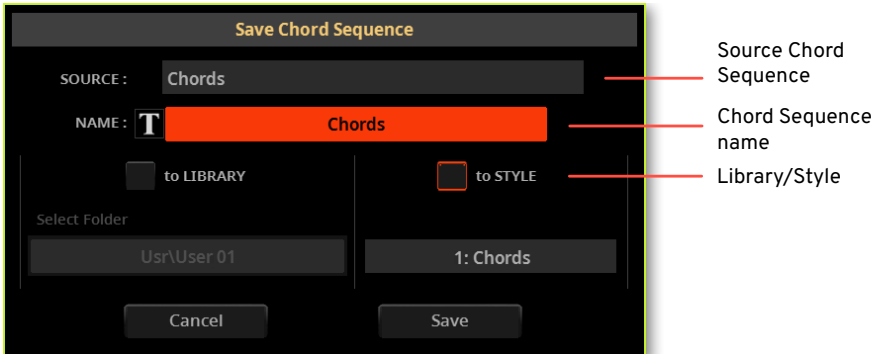 Save Chord Sequence
SOURCE : Chords
Source Chord
Sequence
NAME : T Chords
Chord Sequence
name
to LIBRARY to STYLE
Library/Style
Select Folder
Usr\User 01 1: Chords
Cancel Save